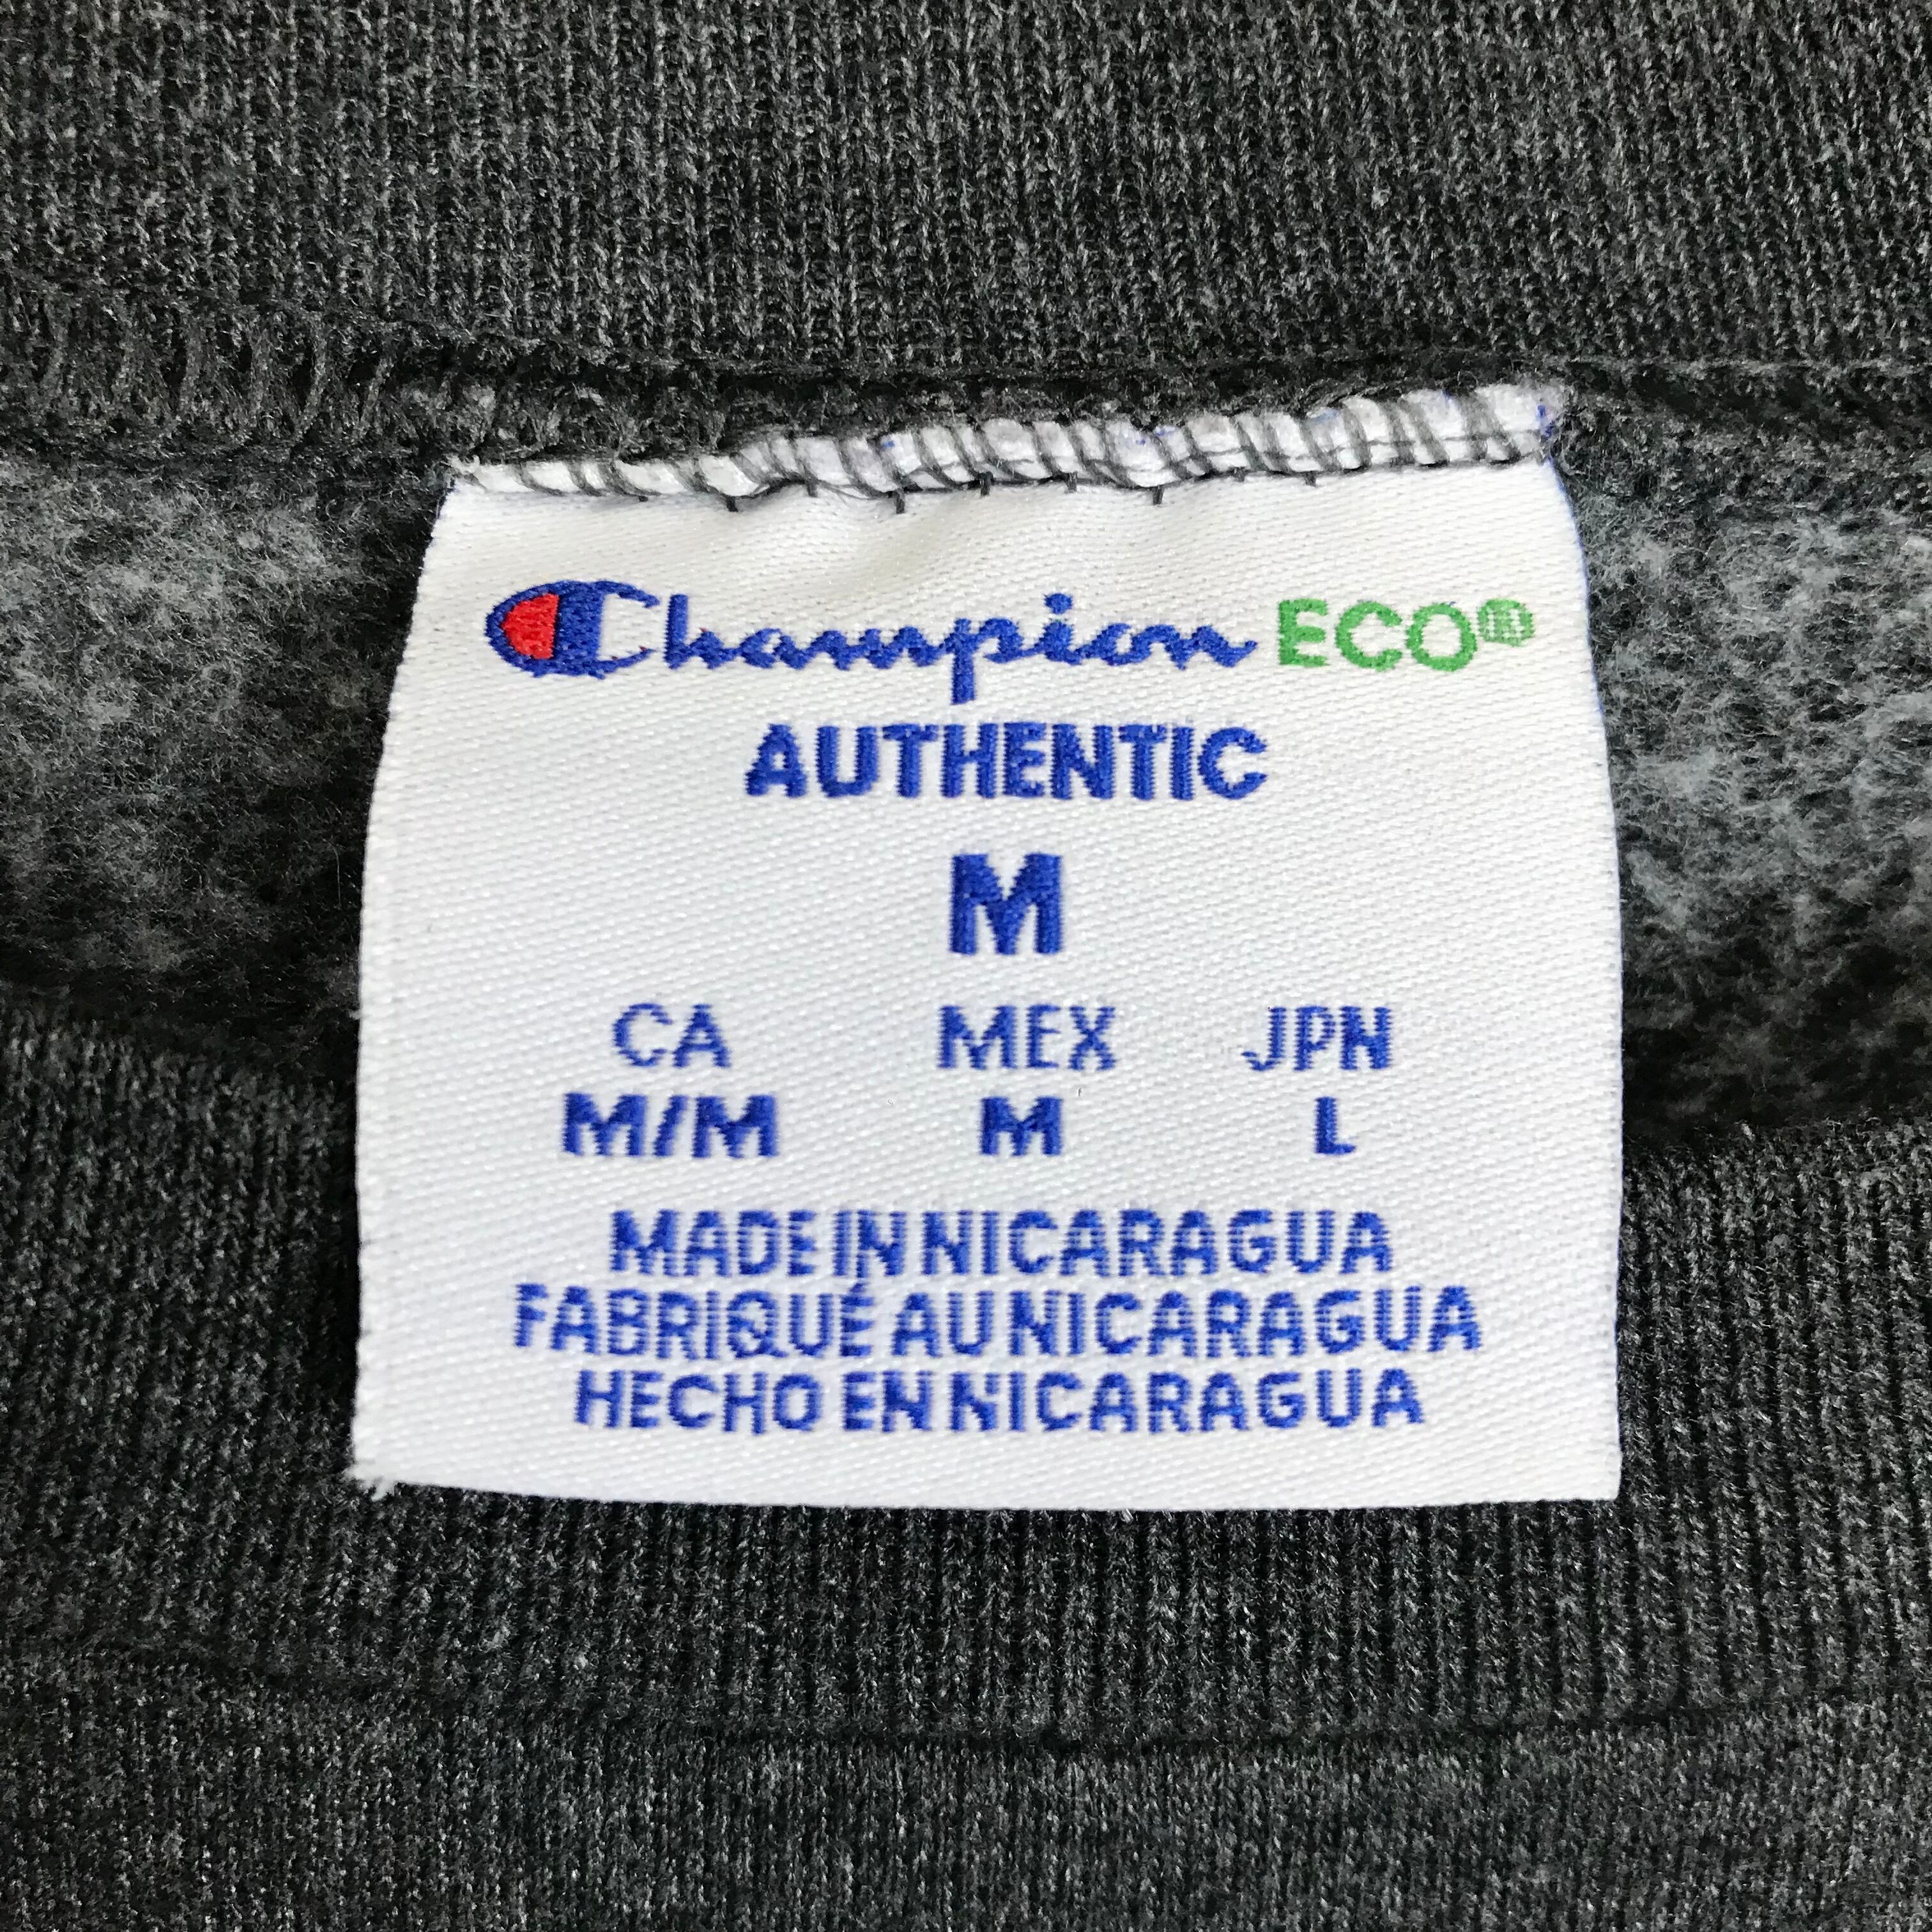 Champion ECO®
AUTHENTIC
M
CA MEX JPN
M/M M L
MADE IN NICARAGUA
FABRIQUÉ AU NICARAGUA
HECHO EN NICARAGUA